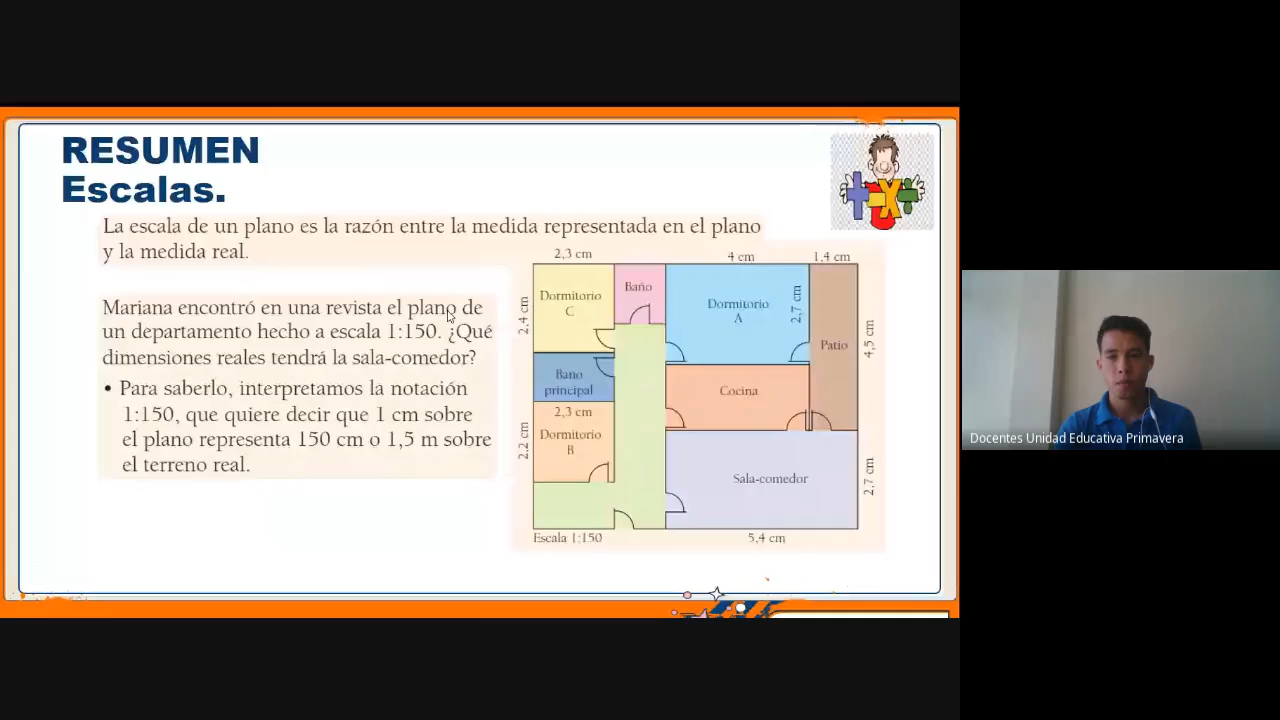 RESUMEN
Escalas.
La escala de un plano es la razón entre la medida representada en el plano
y la medida real.
Mariana encontró en una revista el plano de
un departamento hecho a escala 1:150. ¿Qué
dimensiones reales tendrá la sala-comedor?
• Para saberlo, interpretamos la notación
1:150, que quiere decir que 1 cm sobre
el plano representa 150 cm o 1,5 m sobre
el terreno real.
2,3 cm
4 cm
1,4 cm
Dormitorio
C
2,4 cm
Baño
Dormitorio
A
2,7 cm
Patio
4,5 cm
Bano
principal
Cocina
2,3 cm
Dormitorio
B
2,2 cm
Sala-comedor
2,7 cm
Escala 1:150
5,4 cm
Docentes Unidad Educativa Primavera